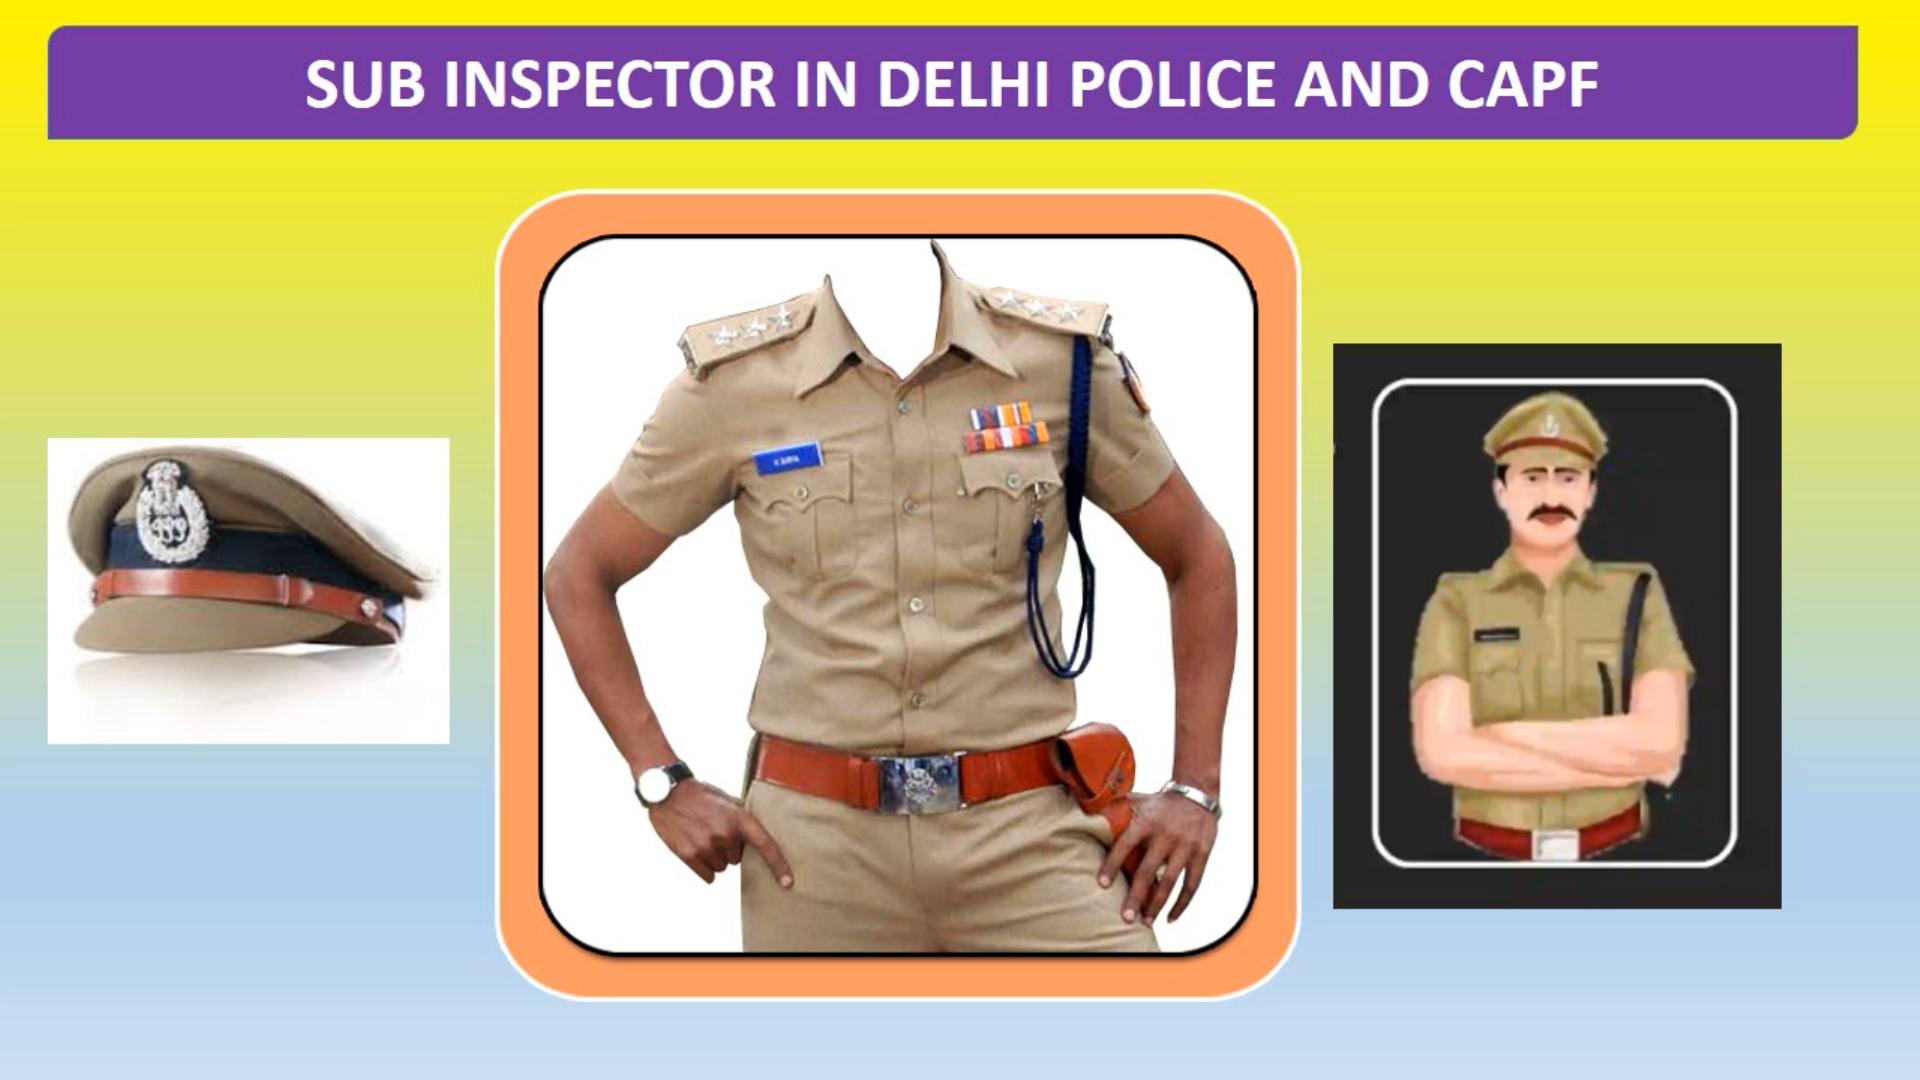 SUB INSPECTOR IN DELHI POLICE AND CAPF